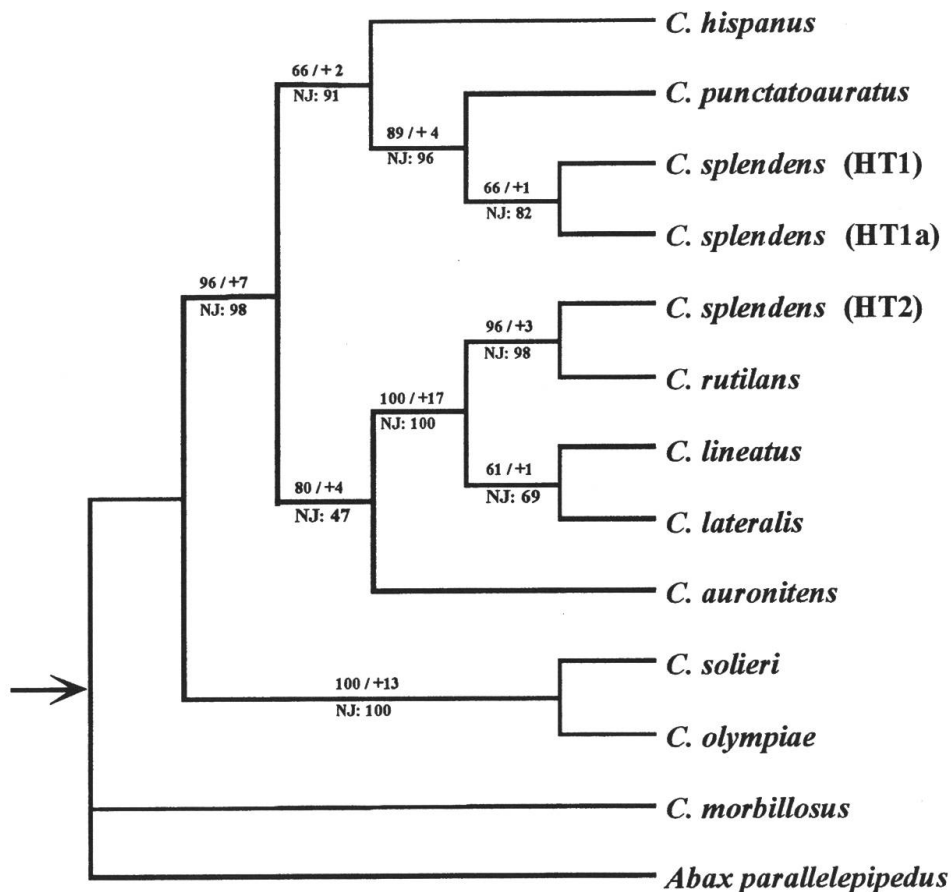 C. hispanus
66 / + 2
NJ: 91
C. punctatoauratus
89 / + 4
NJ: 96
C. splendens (HT1)
66 / +1
NJ: 82
C. splendens (HT1a)
96 / +7
NJ: 98
C. splendens (HT2)
96 / +3
NJ: 98
C. rutilans
100 / +17
NJ: 100
C. lineatus
61 / +1
NJ: 69
80 / +4
NJ: 47
C. lateralis
C. auronitens
C. solieri
100 / +13
NJ: 100
C. olympiae
C. morbillosus
Abax parallelepipedus